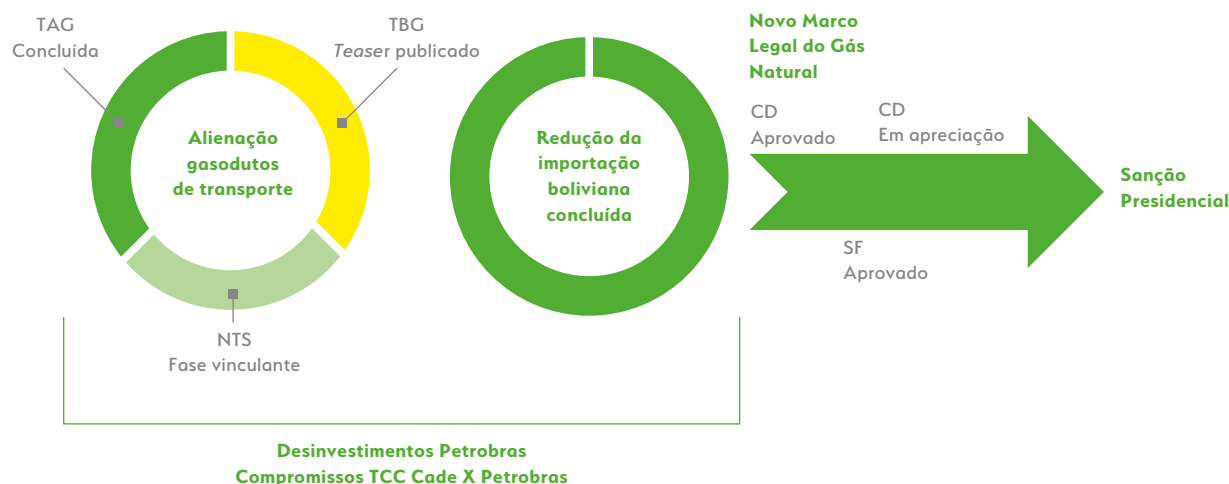 TAG
Concluída
TBG
Teaser publicado
Alienação
gasodutos
de transporte
NTS
Fase vinculante
Redução da
importação
boliviana
concluída
Novo Marco
Legal do Gás
Natural
CD
Aprovado
CD
Em apreciação
SF
Aprovado
Sanção
Presidencial
Desinvestimentos Petrobras
Compromissos TCC Cade X Petrobras